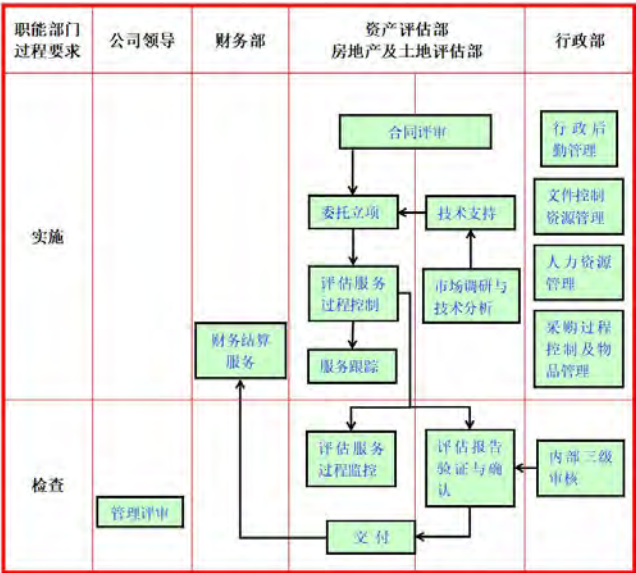 职能部门
过程要求
公司领导
财务部
资产评估部
房地产及土地评估部
行政部
实施
合同评审
委托立项
技术支持
评估服务
过程控制
市场调研与
技术分析
服务跟踪
财务结算
服务
行政后
勤管理
文件控制
资源管理
人力资源
管理
采购过程
控制及物
品管理
检查
管理评审
评估服务
过程监控
评估报告
验证与确
认
内部三级
审核
交付